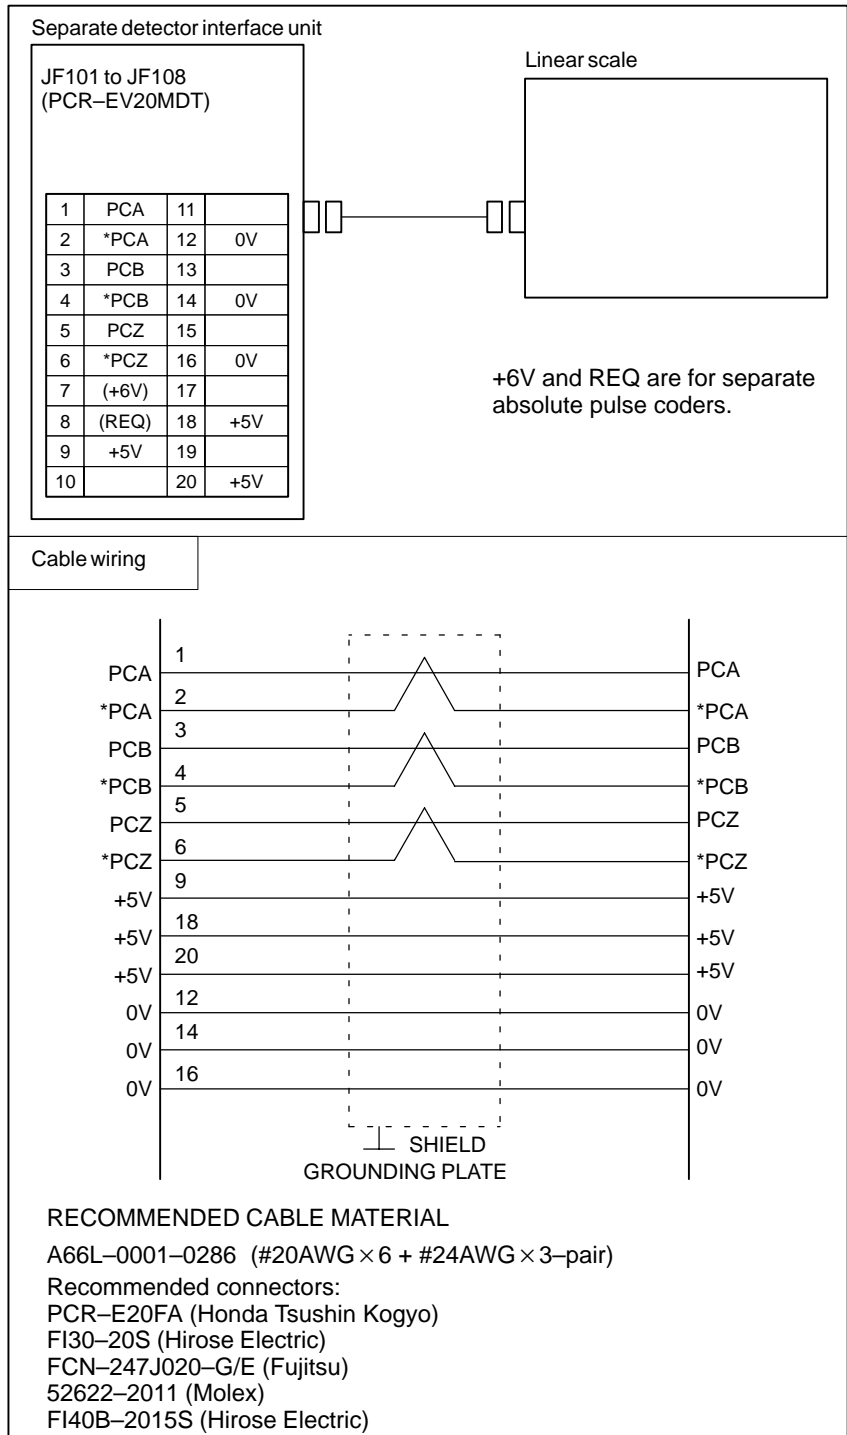 Separate detector interface unit
JF101 to JF108
(PCR–EV20MDT)
Linear scale
1 PCA 11
2 *PCA 12 0V
3 PCB 13
4 *PCB 14 0V
5 PCZ 15
6 *PCZ 16 0V
7 (+6V) 17
8 (REQ) 18 +5V
9 +5V 19
10 20 +5V
+6V and REQ are for separate
absolute pulse coders.
Cable wiring
PCA 1 PCA
*PCA 2 *PCA
PCB 3 PCB
*PCB 4 *PCB
PCZ 5 PCZ
*PCZ 6 *PCZ
+5V 9 +5V
+5V 18 +5V
+5V 20 +5V
0V 12 0V
0V 14 0V
0V 16 0V
SHIELD
GROUNDING PLATE
RECOMMENDED CABLE MATERIAL
A66L–0001–0286 (#20AWG×6 + #24AWG×3–pair)
Recommended connectors:
PCR–E20FA (Honda Tsushin Kogyo)
FI30–20S (Hirose Electric)
FCN–247J020–G/E (Fujitsu)
52622–2011 (Molex)
FI40B–2015S (Hirose Electric)